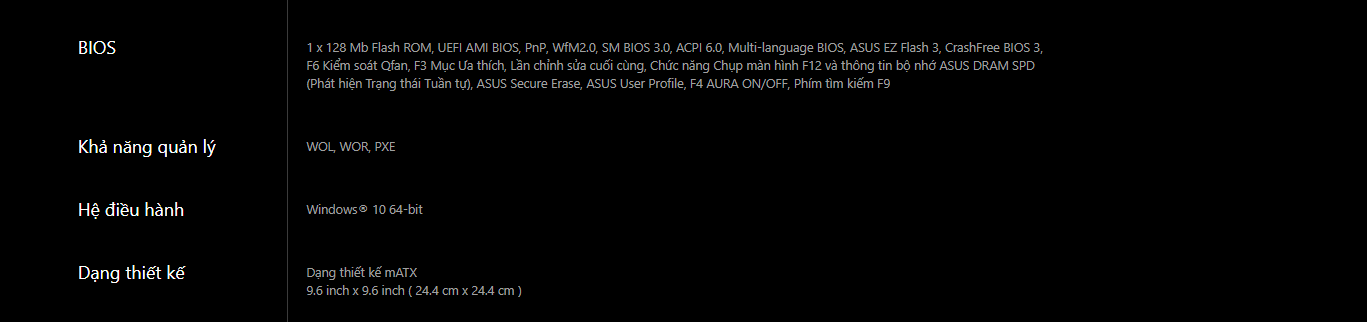 BIOS
1 x 128 Mb Flash ROM, UEFI AMI BIOS, PnP, WfM2.0, SM BIOS 3.0, ACPI 6.0, Multi-language BIOS, ASUS EZ Flash 3, CrashFree BIOS 3,
F6 Kiểm soát Qfan, F3 Mục Ưa thích, Lần chỉnh sửa cuối cùng, Chức năng Chụp màn hình F12 và thông tin bộ nhớ ASUS DRAM SPD
(Phát hiện Trạng thái Tuần tự), ASUS Secure Erase, ASUS User Profile, F4 AURA ON/OFF, Phím tìm kiếm F9
Khả năng quản lý
WOL, WOR, PXE
Hệ điều hành
Windows® 10 64-bit
Dạng thiết kế
Dạng thiết kế mATX
9.6 inch x 9.6 inch ( 24.4 cm x 24.4 cm )